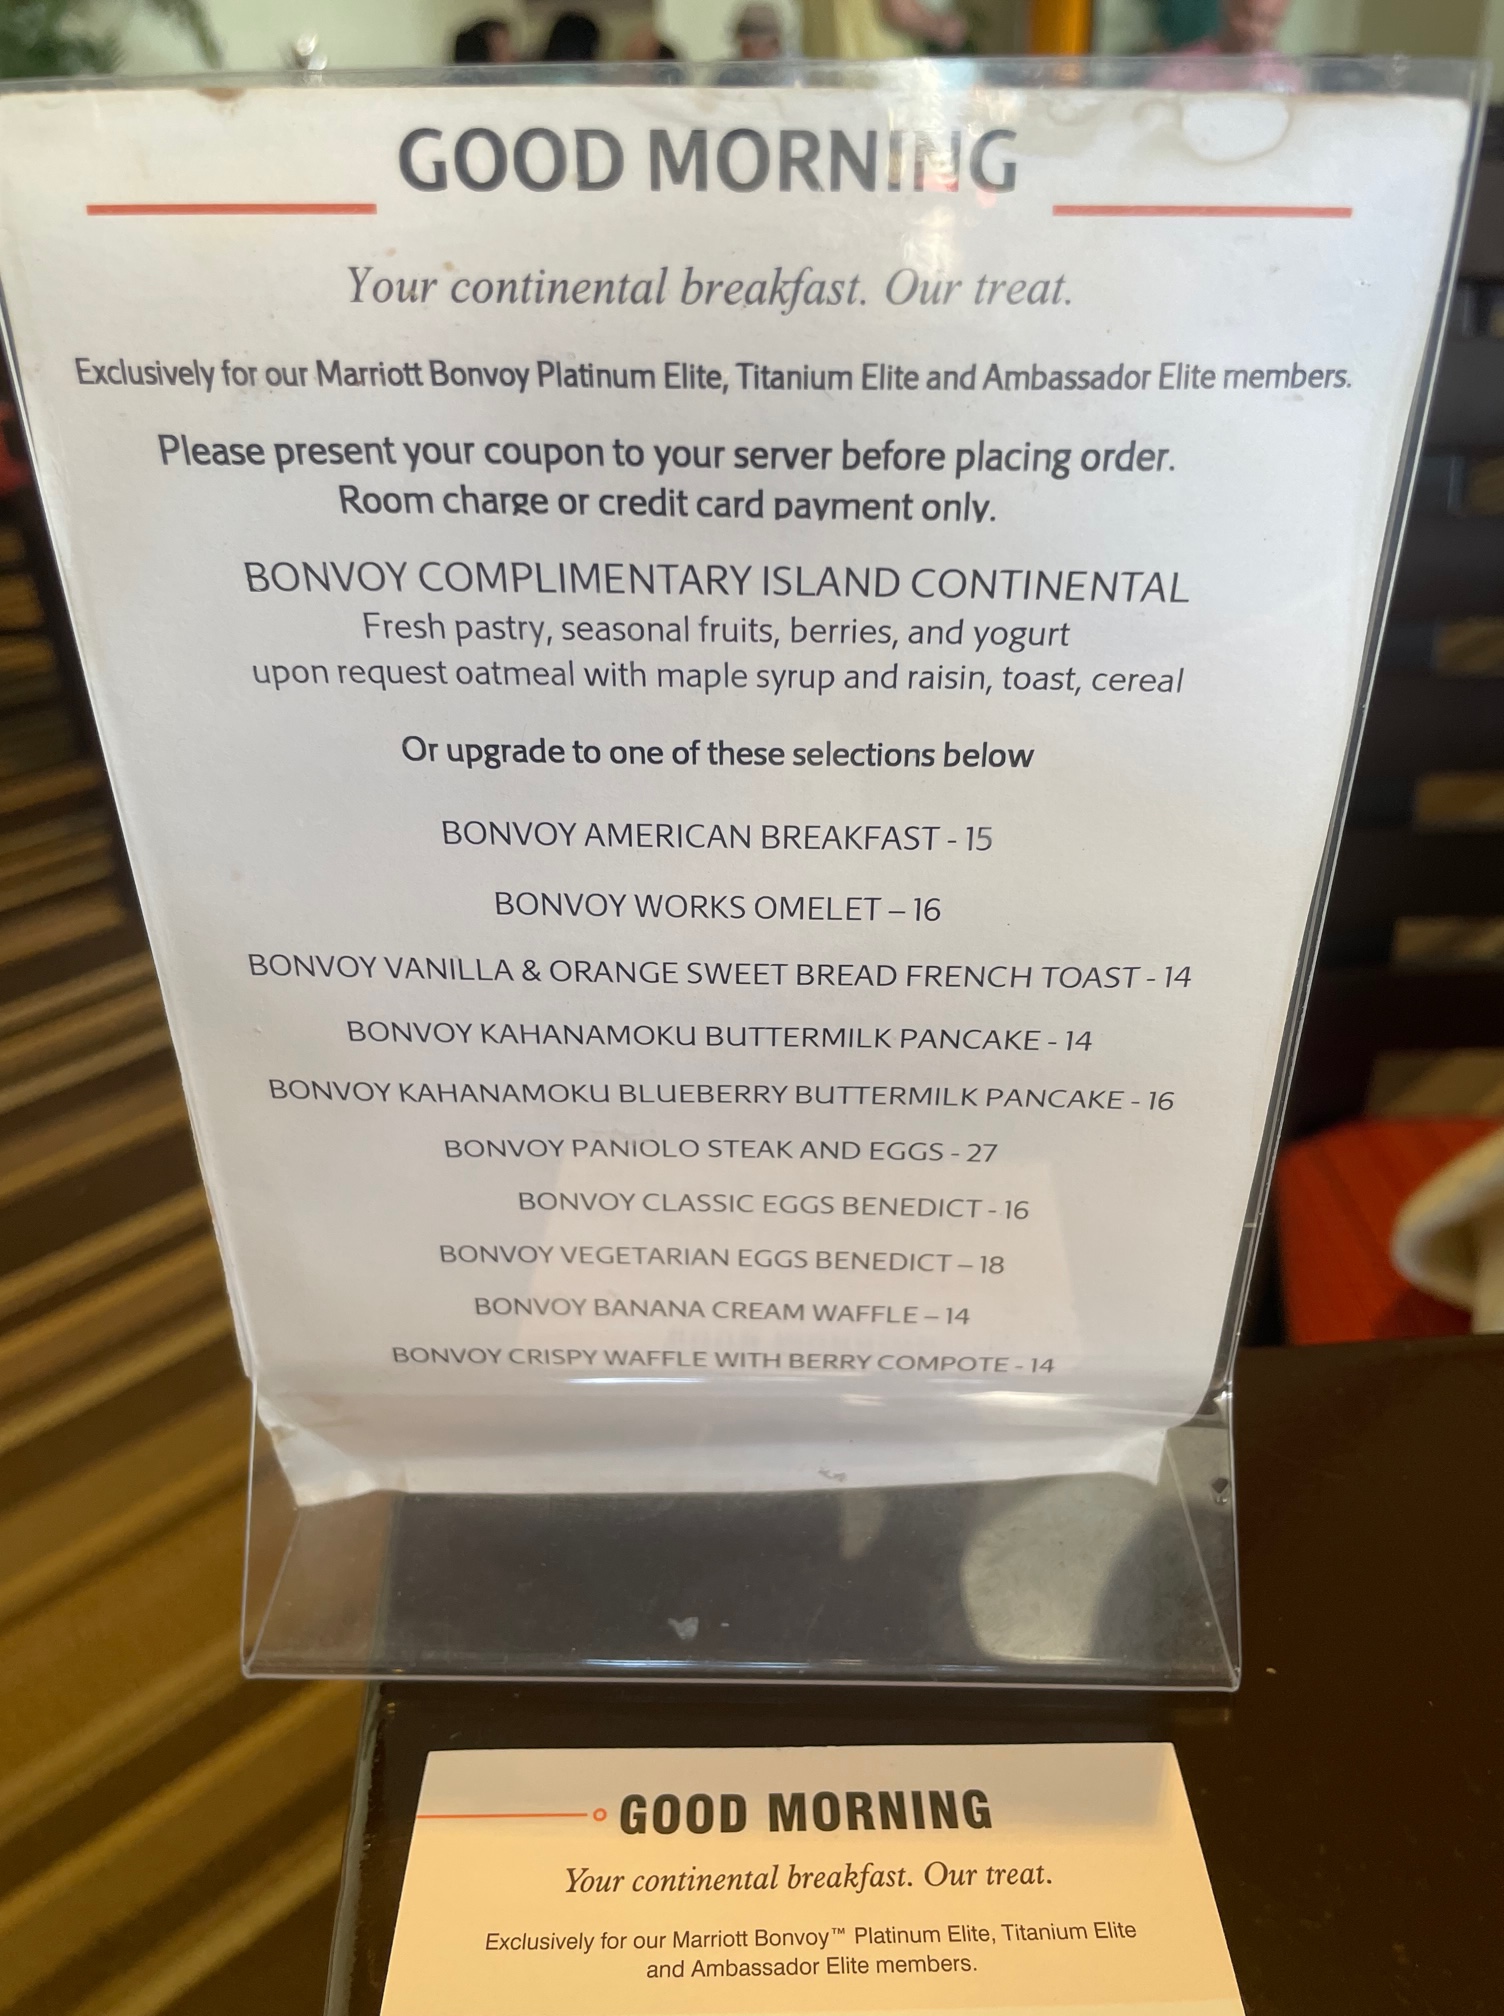 GOOD MORNING
Your continental breakfast. Our treat.
Exclusively for our Marriott Bonvoy Platinum Elite, Titanium Elite and Ambassador Elite members.
Please present your coupon to your server before placing order.
Room charge or credit card payment only.
BONVOY COMPLIMENTARY ISLAND CONTINENTAL
Fresh pastry, seasonal fruits, berries, and yogurt
upon request oatmeal with maple syrup and raisin, toast, cereal
Or upgrade to one of these selections below
BONVOY AMERICAN BREAKFAST - 15
BONVOY WORKS OMELET – 16
BONVOY VANILLA & ORANGE SWEET BREAD FRENCH TOAST - 14
BONVOY KAHANAMOKU BUTTERMILK PANCAKE - 14
BONVOY KAHANAMOKU BLUEBERRY BUTTERMILK PANCAKE - 16
BONVOY PANIOLO STEAK AND EGGS - 27
BONVOY CLASSIC EGGS BENEDICT - 16
BONVOY VEGETARIAN EGGS BENEDICT – 18
BONVOY BANANA CREAM WAFFLE – 14
BONVOY CRISPY WAFFLE WITH BERRY COMPOTE - 14
GOOD MORNING
Your continental breakfast. Our treat.
Exclusively for our Marriott Bonvoy™ Platinum Elite, Titanium Elite
and Ambassador Elite members.